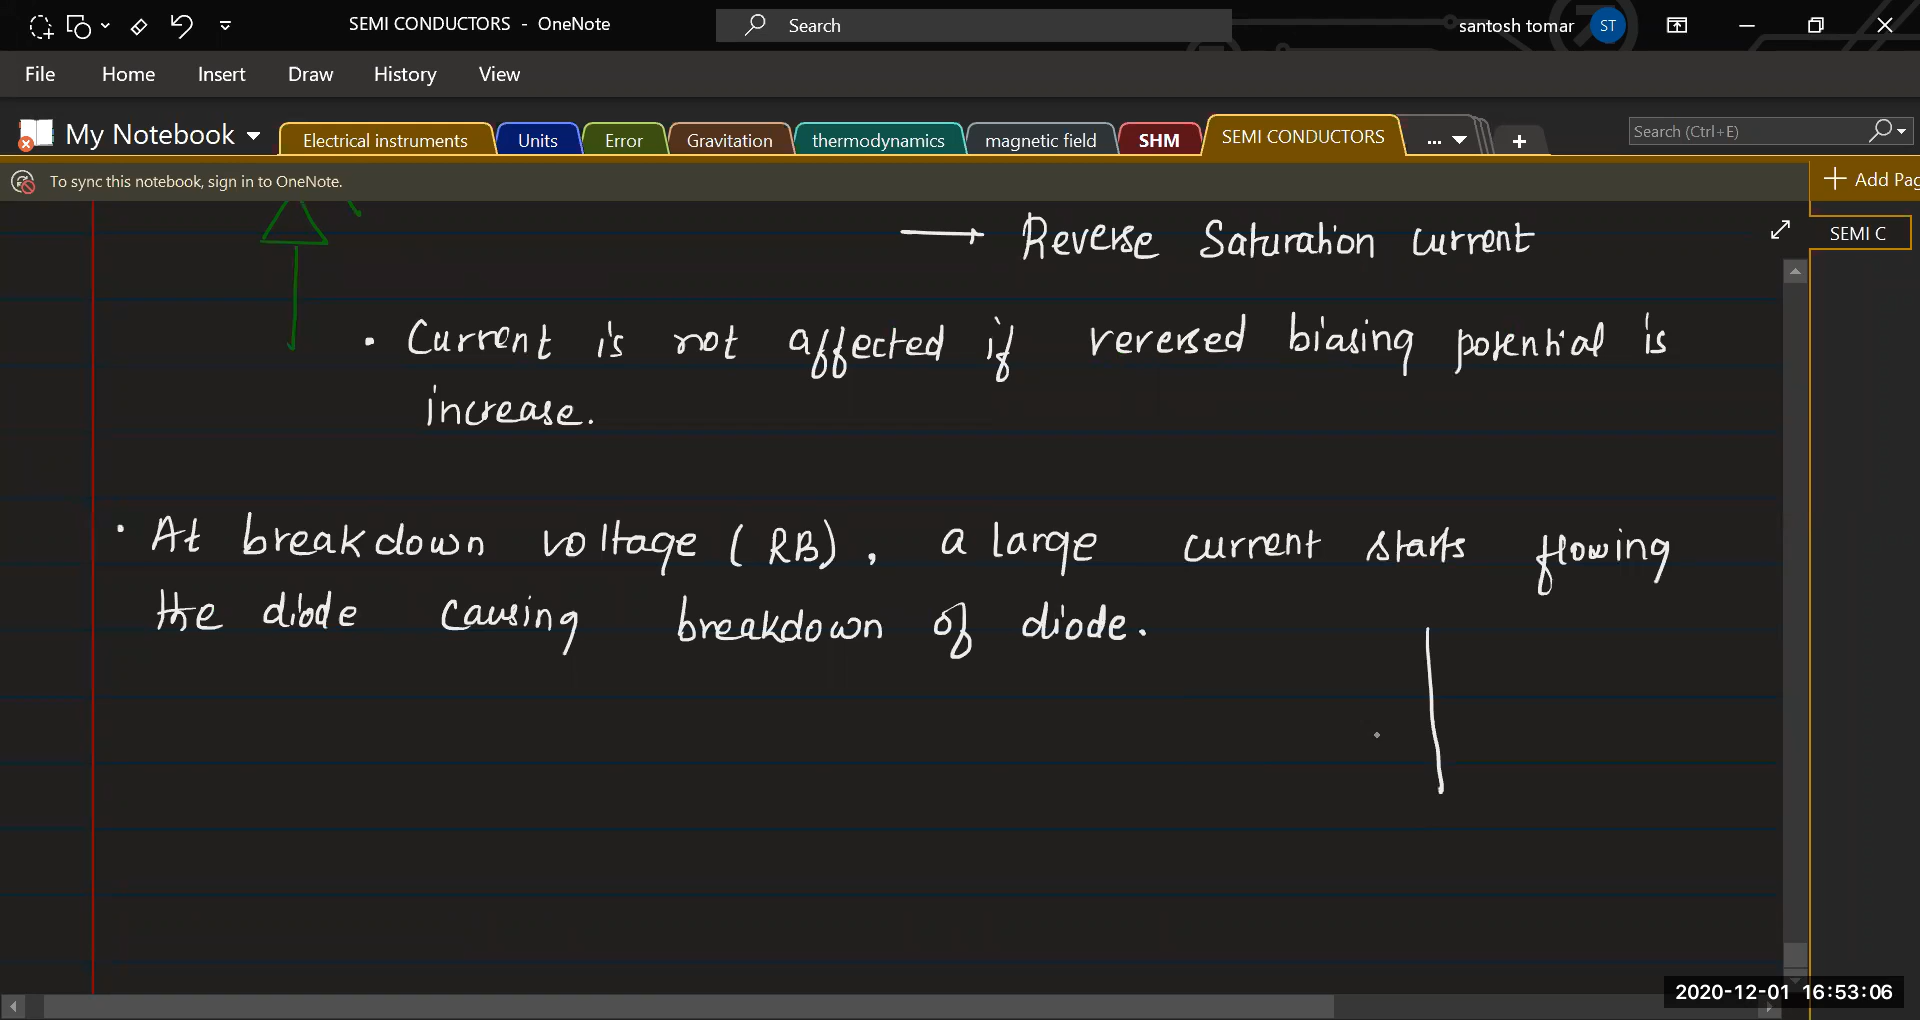 SEMI CONDUCTORS - OneNote
Search
santosh tomar
ST
File Home Insert Draw History View
My Notebook
Electrical instruments Units Error Gravitation thermodynamics magnetic field SHM SEMI CONDUCTORS ... +
Search (Ctrl+E)
To sync this notebook, sign in to OneNote.
+ Add Pag
SEMI C
→ Reverse Saturation current
• Current is not affected if reversed biasing potential is
increase.
• At breakdown voltage (RB), a large current starts flowing
the diode causing breakdown of diode.
2020-12-01 16:53:06